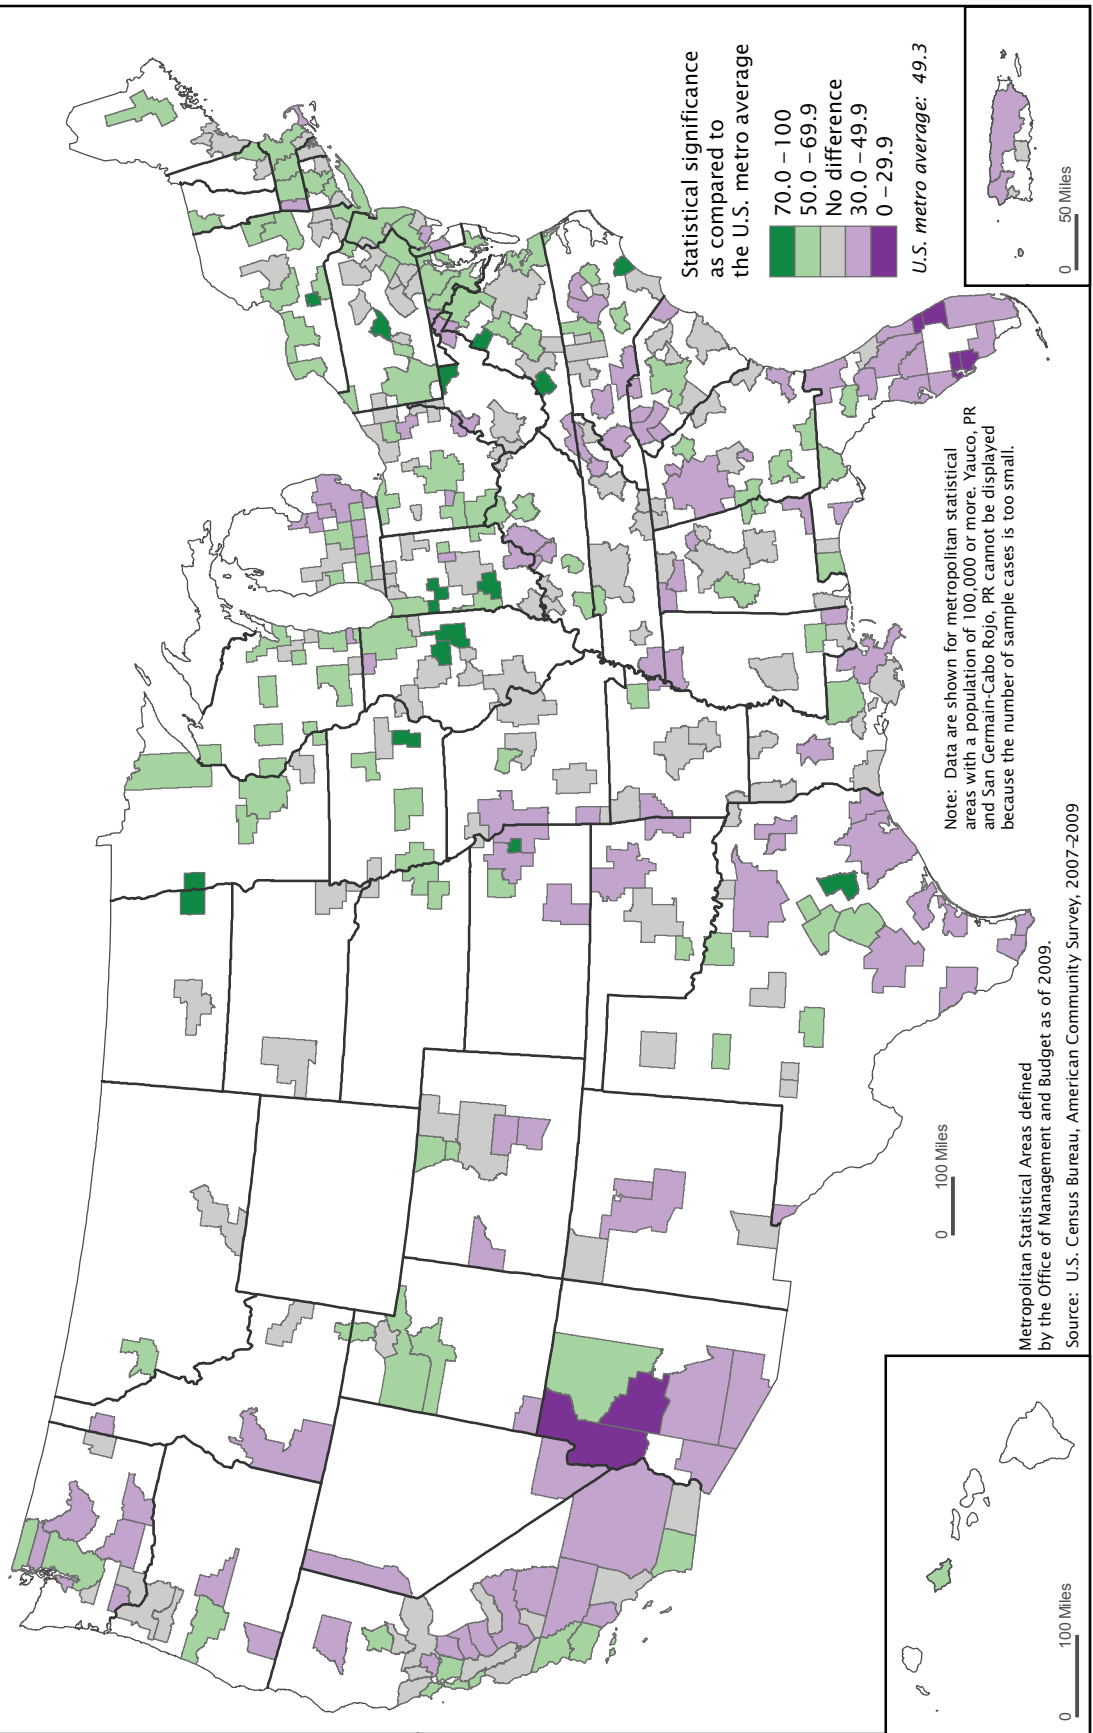 Statistical significance
as compared to
the U.S. metro average
70.0 – 100
50.0 – 69.9
No difference
30.0 – 49.9
0 – 29.9
U.S. metro average: 49.3
0 50 Miles
Note: Data are shown for metropolitan statistical
areas with a population of 100,000 or more. Yauco, PR
and San Germain-Cabo Rojo, PR cannot be displayed
because the number of sample cases is too small.
0 100 Miles
Metropolitan Statistical Areas defined
by the Office of Management and Budget as of 2009.
Source: U.S. Census Bureau, American Community Survey, 2007-2009
0 100 Miles